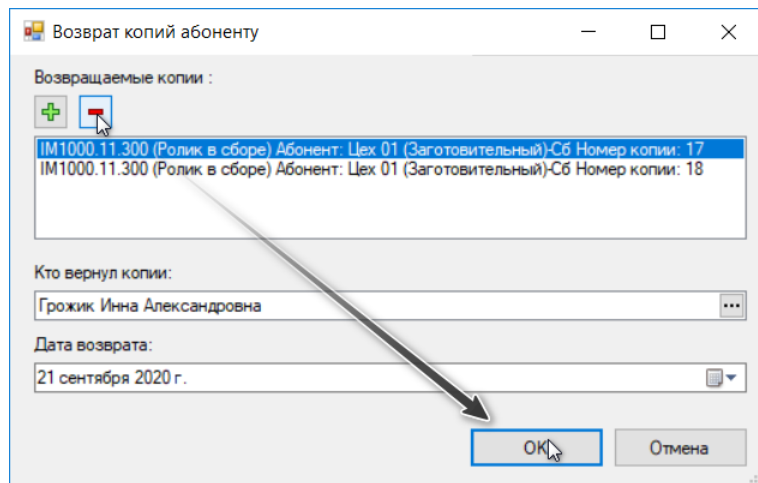 Возврат копий абоненту
Возвращаемые копии :
IM1000.11.300 (Ролик в сборе) Абонент: Цех 01 (Заготовительный)-Сб Номер копии: 17
IM1000.11.300 (Ролик в сборе) Абонент: Цех 01 (Заготовительный)-Сб Номер копии: 18
Кто вернул копии:
Грожик Инна Александровна
...
Дата возврата:
21 сентября 2020 г.
OK
Отмена